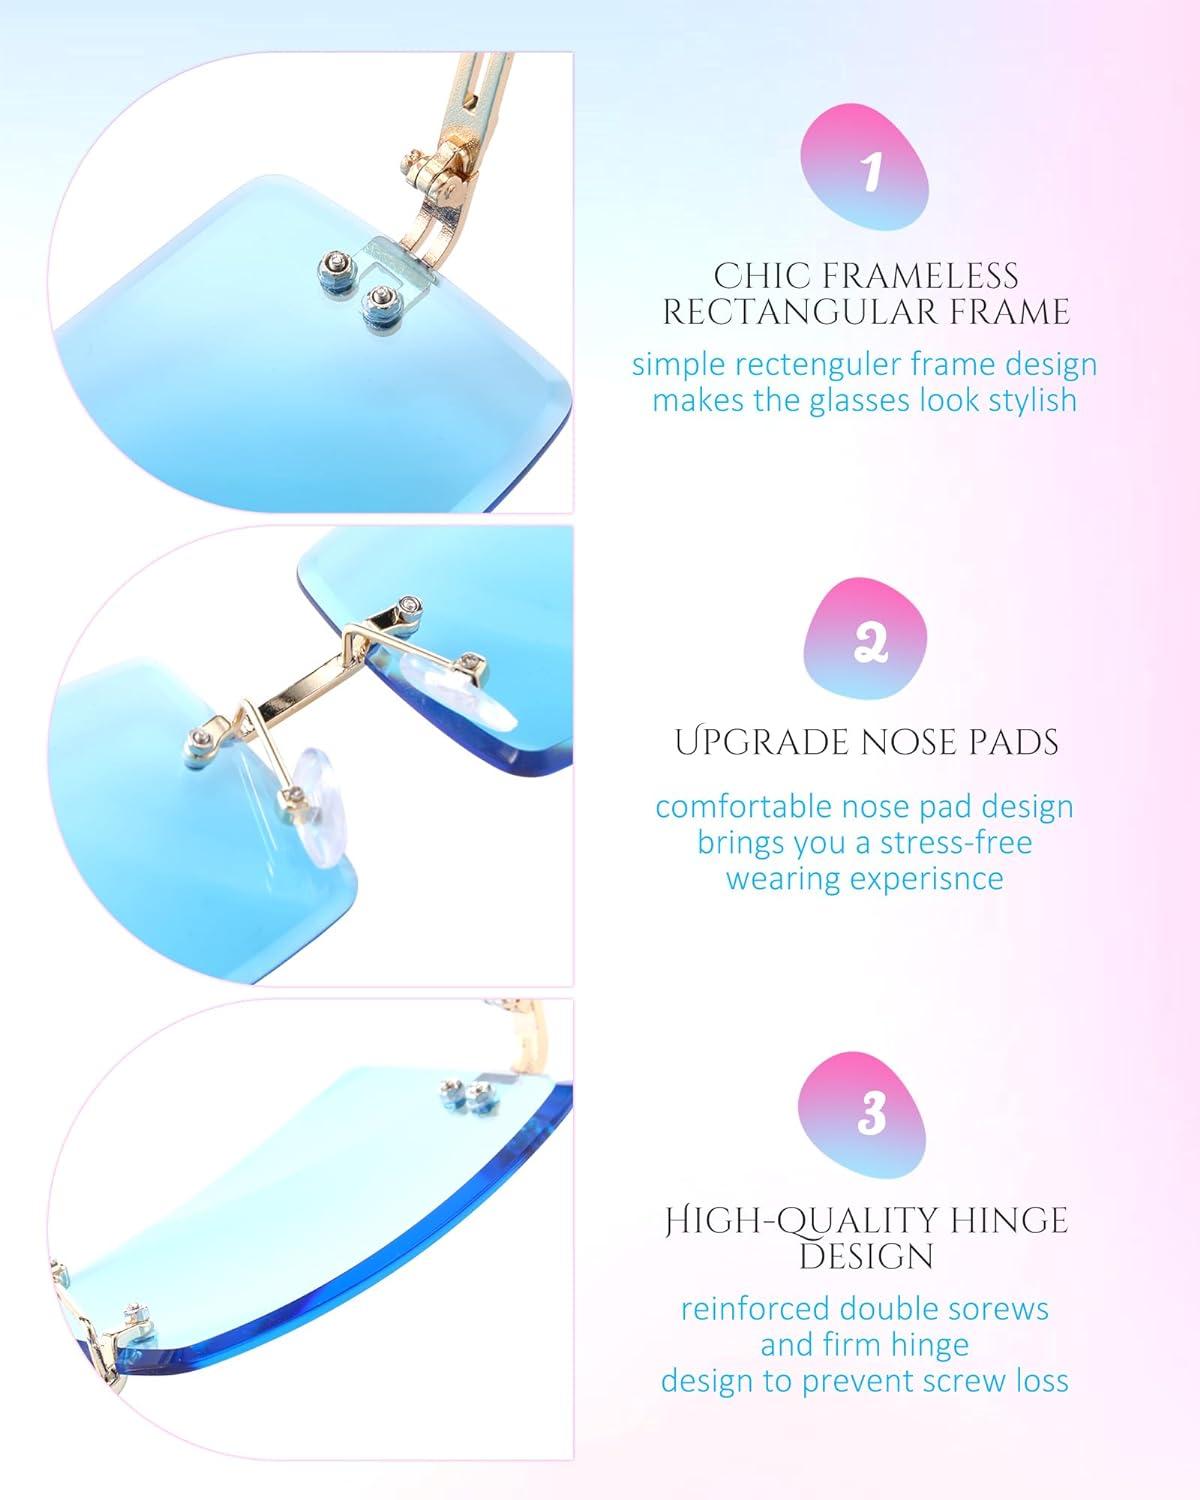 1
CHIC FRAMELESS
RECTANGULAR FRAME
simple rectenguler frame design
makes the glasses look stylish
2
UPGRADE NOSE PADS
comfortable nose pad design
brings you a stress-free
wearing experisnce
3
HIGH-QUALITY HINGE
DESIGN
reinforced double sorews
and firm hinge
design to prevent screw loss